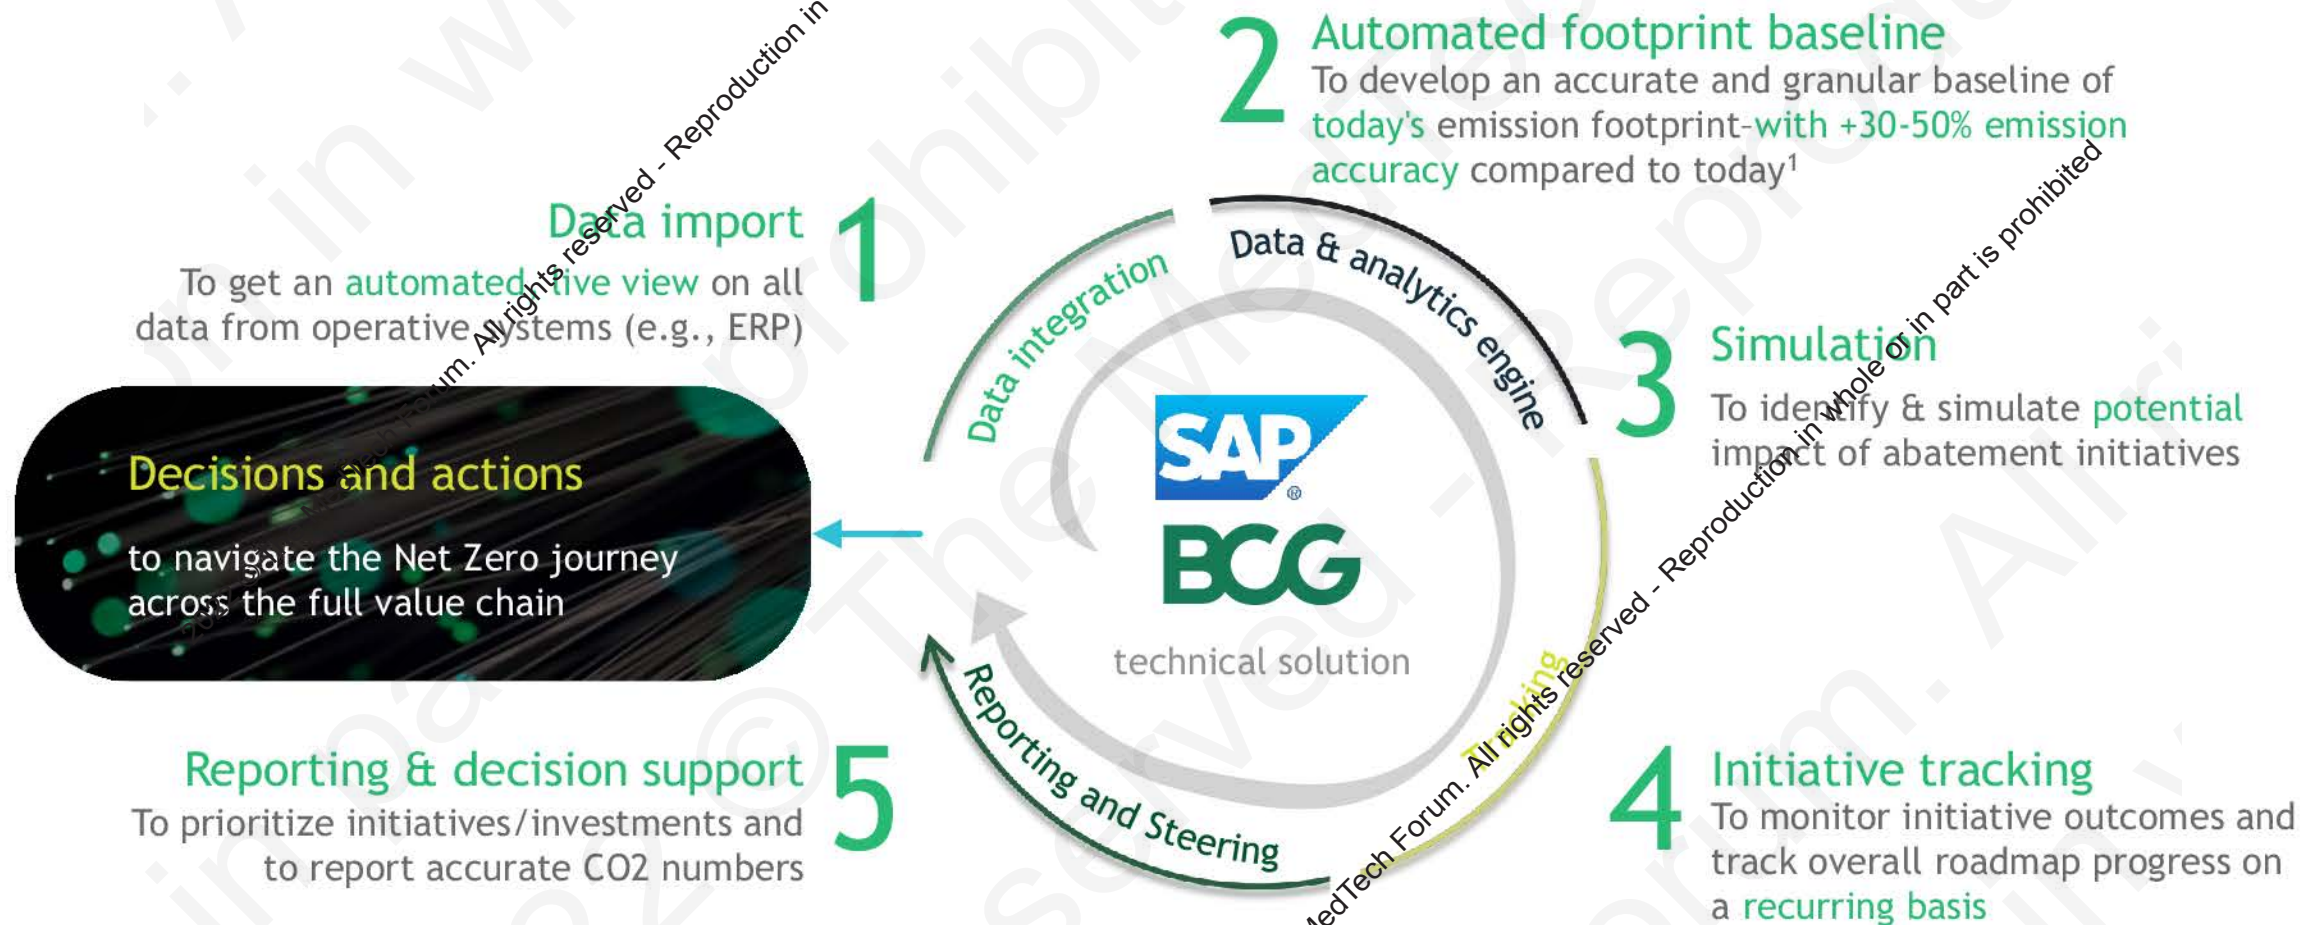 2 Automated footprint baseline
To develop an accurate and granular baseline of
today's emission footprint-with +30-50% emission
accuracy compared to today¹
Data import 1
To get an automated live view on all
data from operative systems (e.g., ERP)
Data integration
Data & analytics engine
3 Simulation
To identify & simulate potential
impact of abatement initiatives
SAP
®
BCG
technical solution
Decisions and actions
to navigate the Net Zero journey
across the full value chain
Tracking
Reporting and Steering
4 Initiative tracking
To monitor initiative outcomes and
track overall roadmap progress on
a recurring basis
Reporting & decision support 5
To prioritize initiatives/investments and
to report accurate CO2 numbers
MedTech Forum. All rights reserved - Reproduction in
MedTech Forum. All rights reserved - Reproduction in whole or in part is prohibited